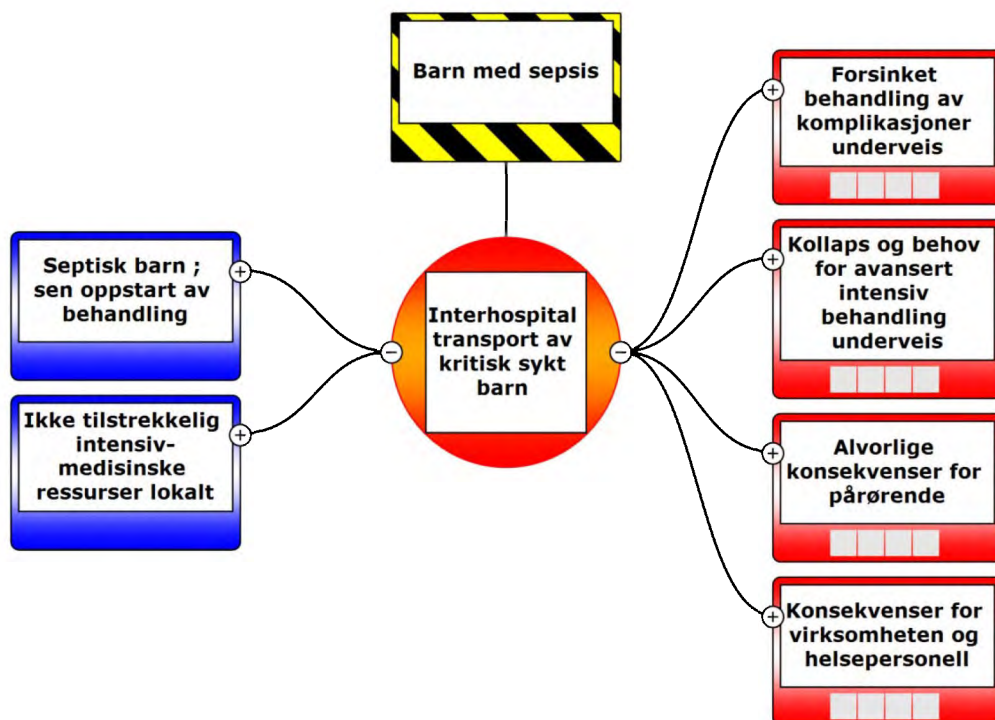 Barn med sepsis
Septisk barn ;
sen oppstart av
behandling
Ikke tilstrekkelig
intensiv-
medisinske
ressurser lokalt
Interhospital
transport av
kritisk sykt
barn
Forsinket
behandling av
komplikasjoner
underveis
Kollaps og behov
for avansert
intensiv
behandling
underveis
Alvorlige
konsekvenser for
pårørende
Konsekvenser for
virksomheten og
helsepersonell